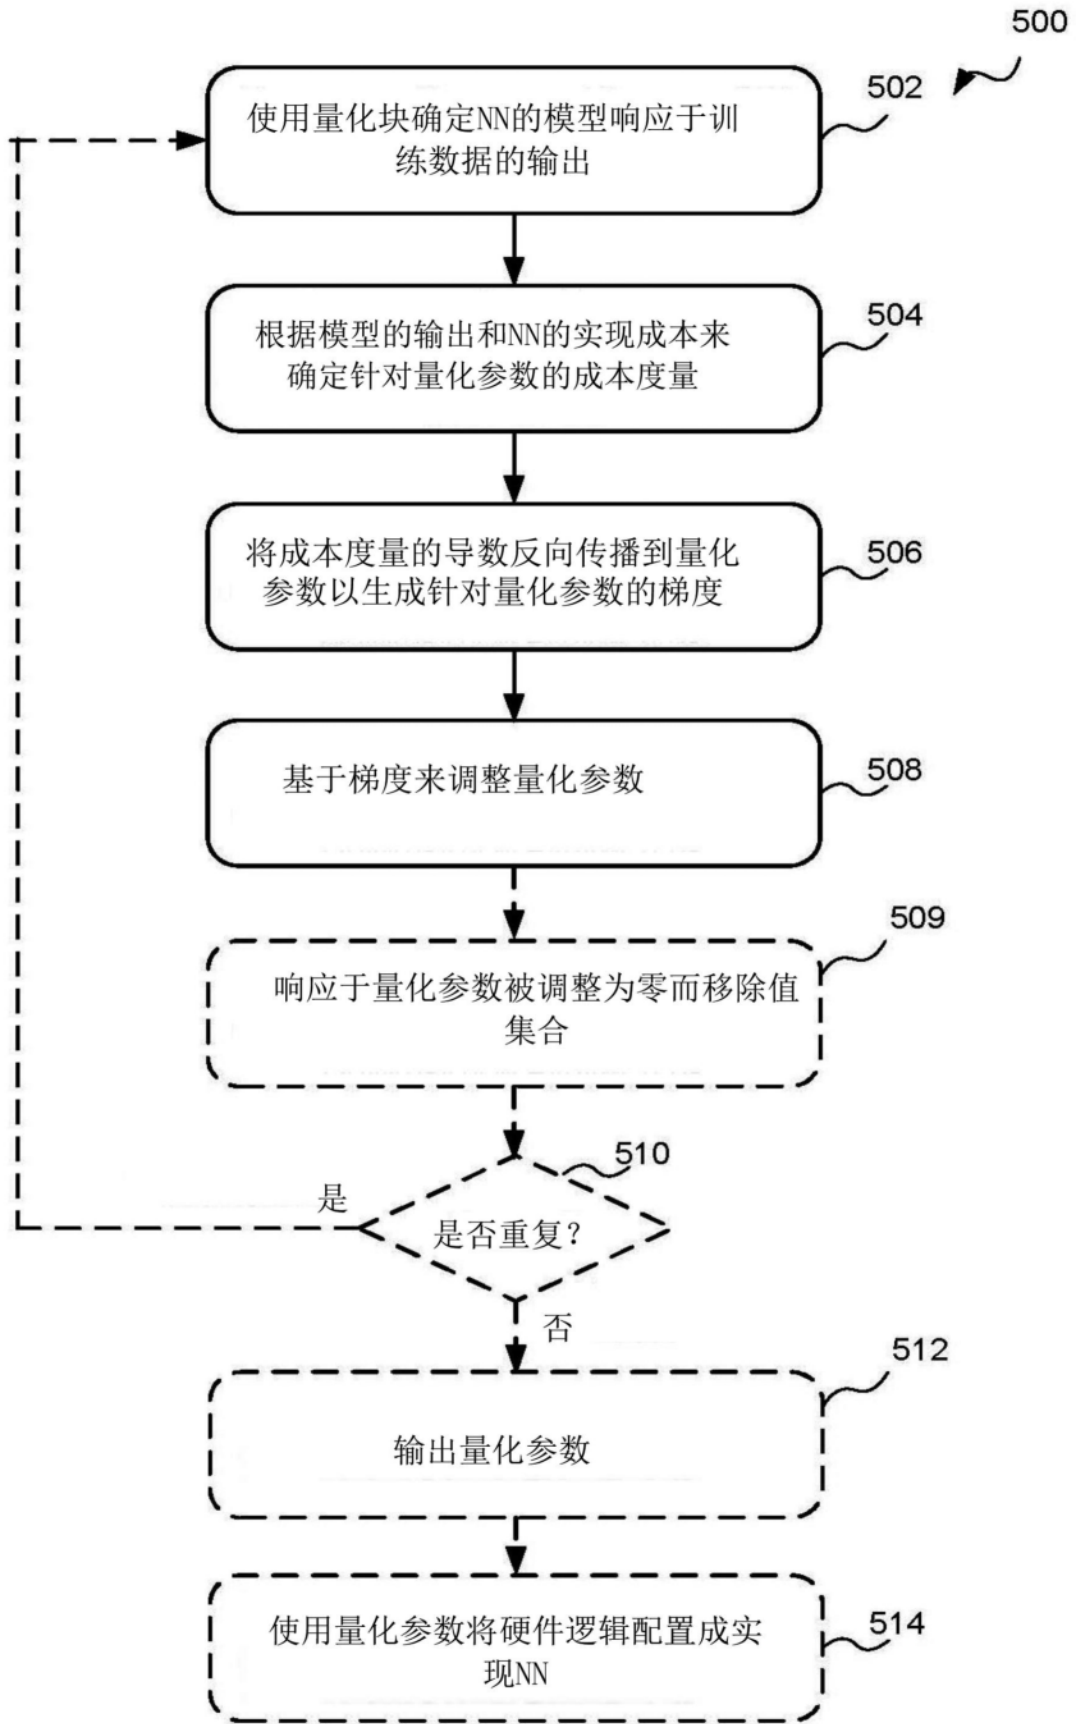 500
502
使用量化块确定NN的模型响应于训
练数据的输出
504
根据模型的输出和NN的实现成本来
确定针对量化参数的成本度量
506
将成本度量的导数反向传播到量化
参数以生成针对量化参数的梯度
508
基于梯度来调整量化参数
509
响应于量化参数被调整为零而移除值
集合
510
是
是否重复?
否
512
输出量化参数
514
使用量化参数将硬件逻辑配置成实
现NN